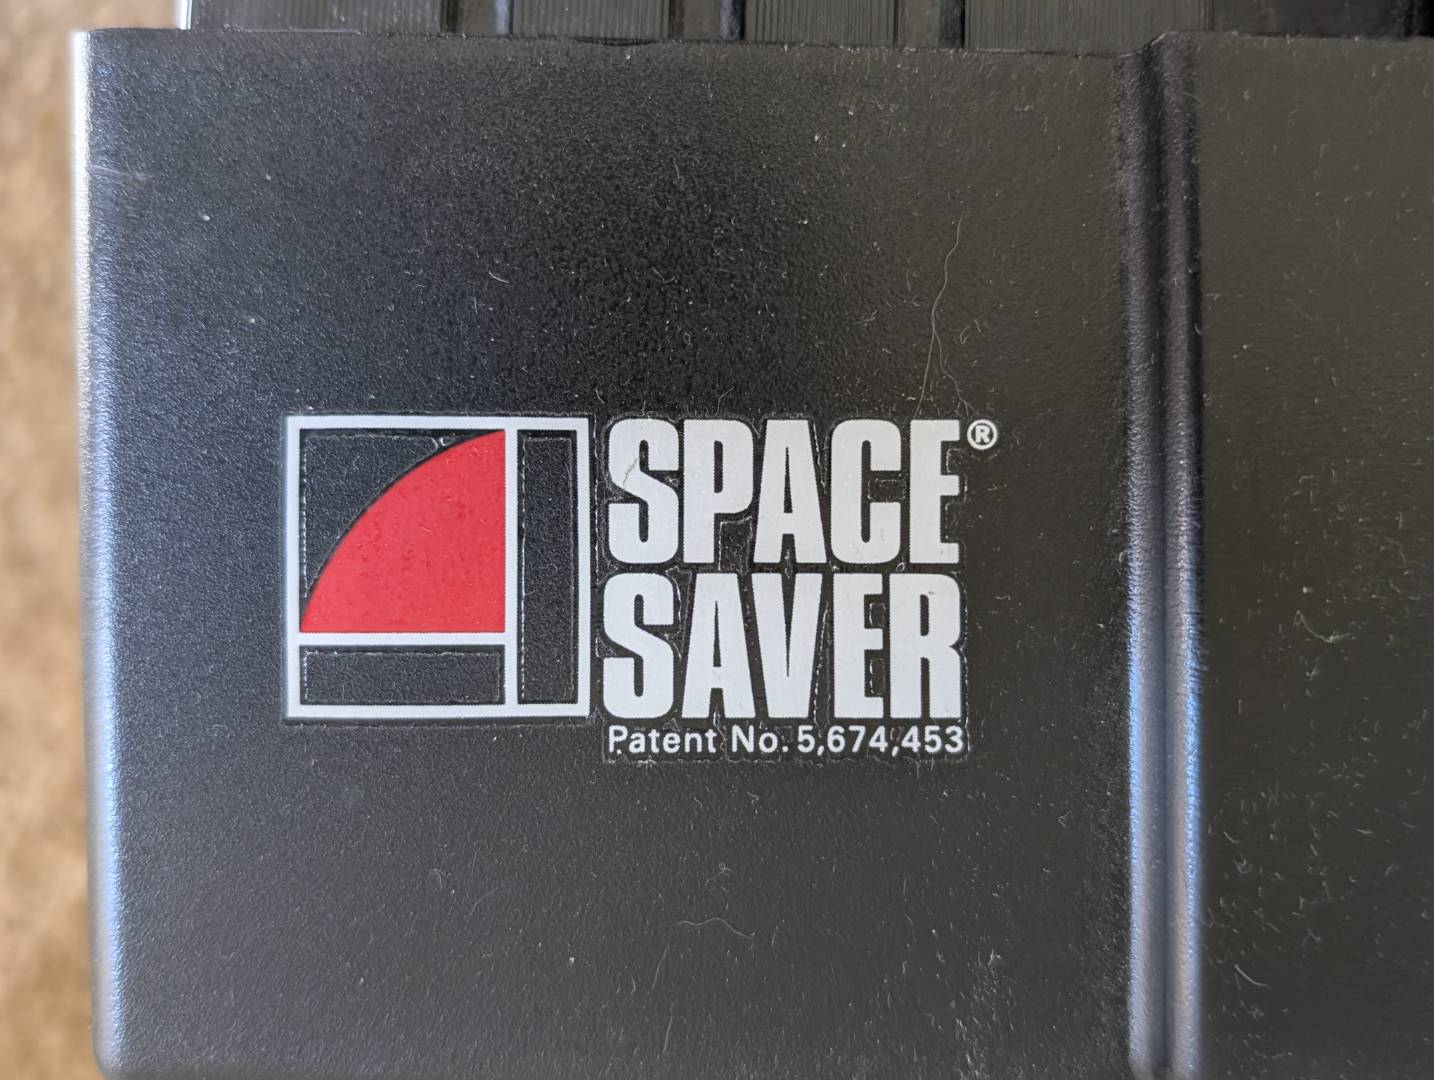 SPACE®
SAVER
Patent No. 5,674,453